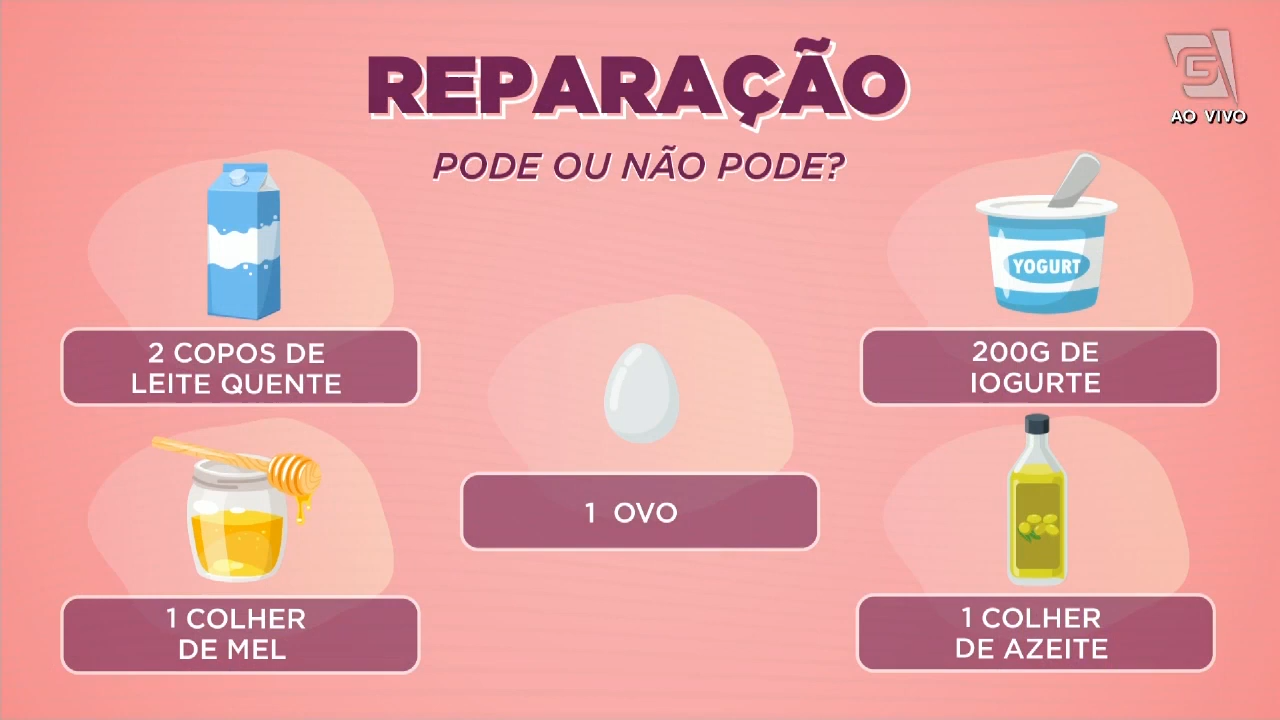 REPARAÇÃO
PODE OU NÃO PODE?
G
AO VIVO
2 COPOS DE
LEITE QUENTE
YOGURT
200G DE
IOGURTE
1 OVO
1 COLHER
DE MEL
1 COLHER
DE AZEITE